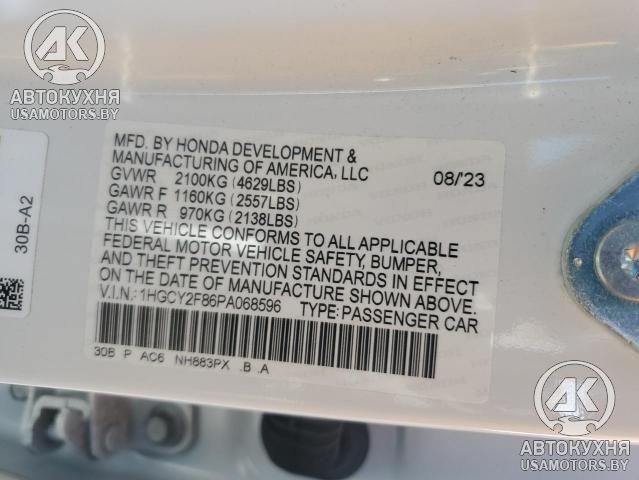 АВТОКУХНЯ
USAMOTORS.BY
MFD. BY HONDA DEVELOPMENT &
MANUFACTURING OF AMERICA, LLC
GVWR 2100KG (4629LBS) 08/'23
GAWR F 1160KG (2557LBS)
GAWR R 970KG (2138LBS)
THIS VEHICLE CONFORMS TO ALL APPLICABLE
FEDERAL MOTOR VEHICLE SAFETY, BUMPER,
AND THEFT PREVENTION STANDARDS IN EFFECT
ON THE DATE OF MANUFACTURE SHOWN ABOVE.
V.I.N.: 1HGCY2F86PA068596 TYPE: PASSENGER CAR
30B P AC6 NH883PX .B .A
30B-A2
АВТОКУХНЯ
USAMOTORS.BY